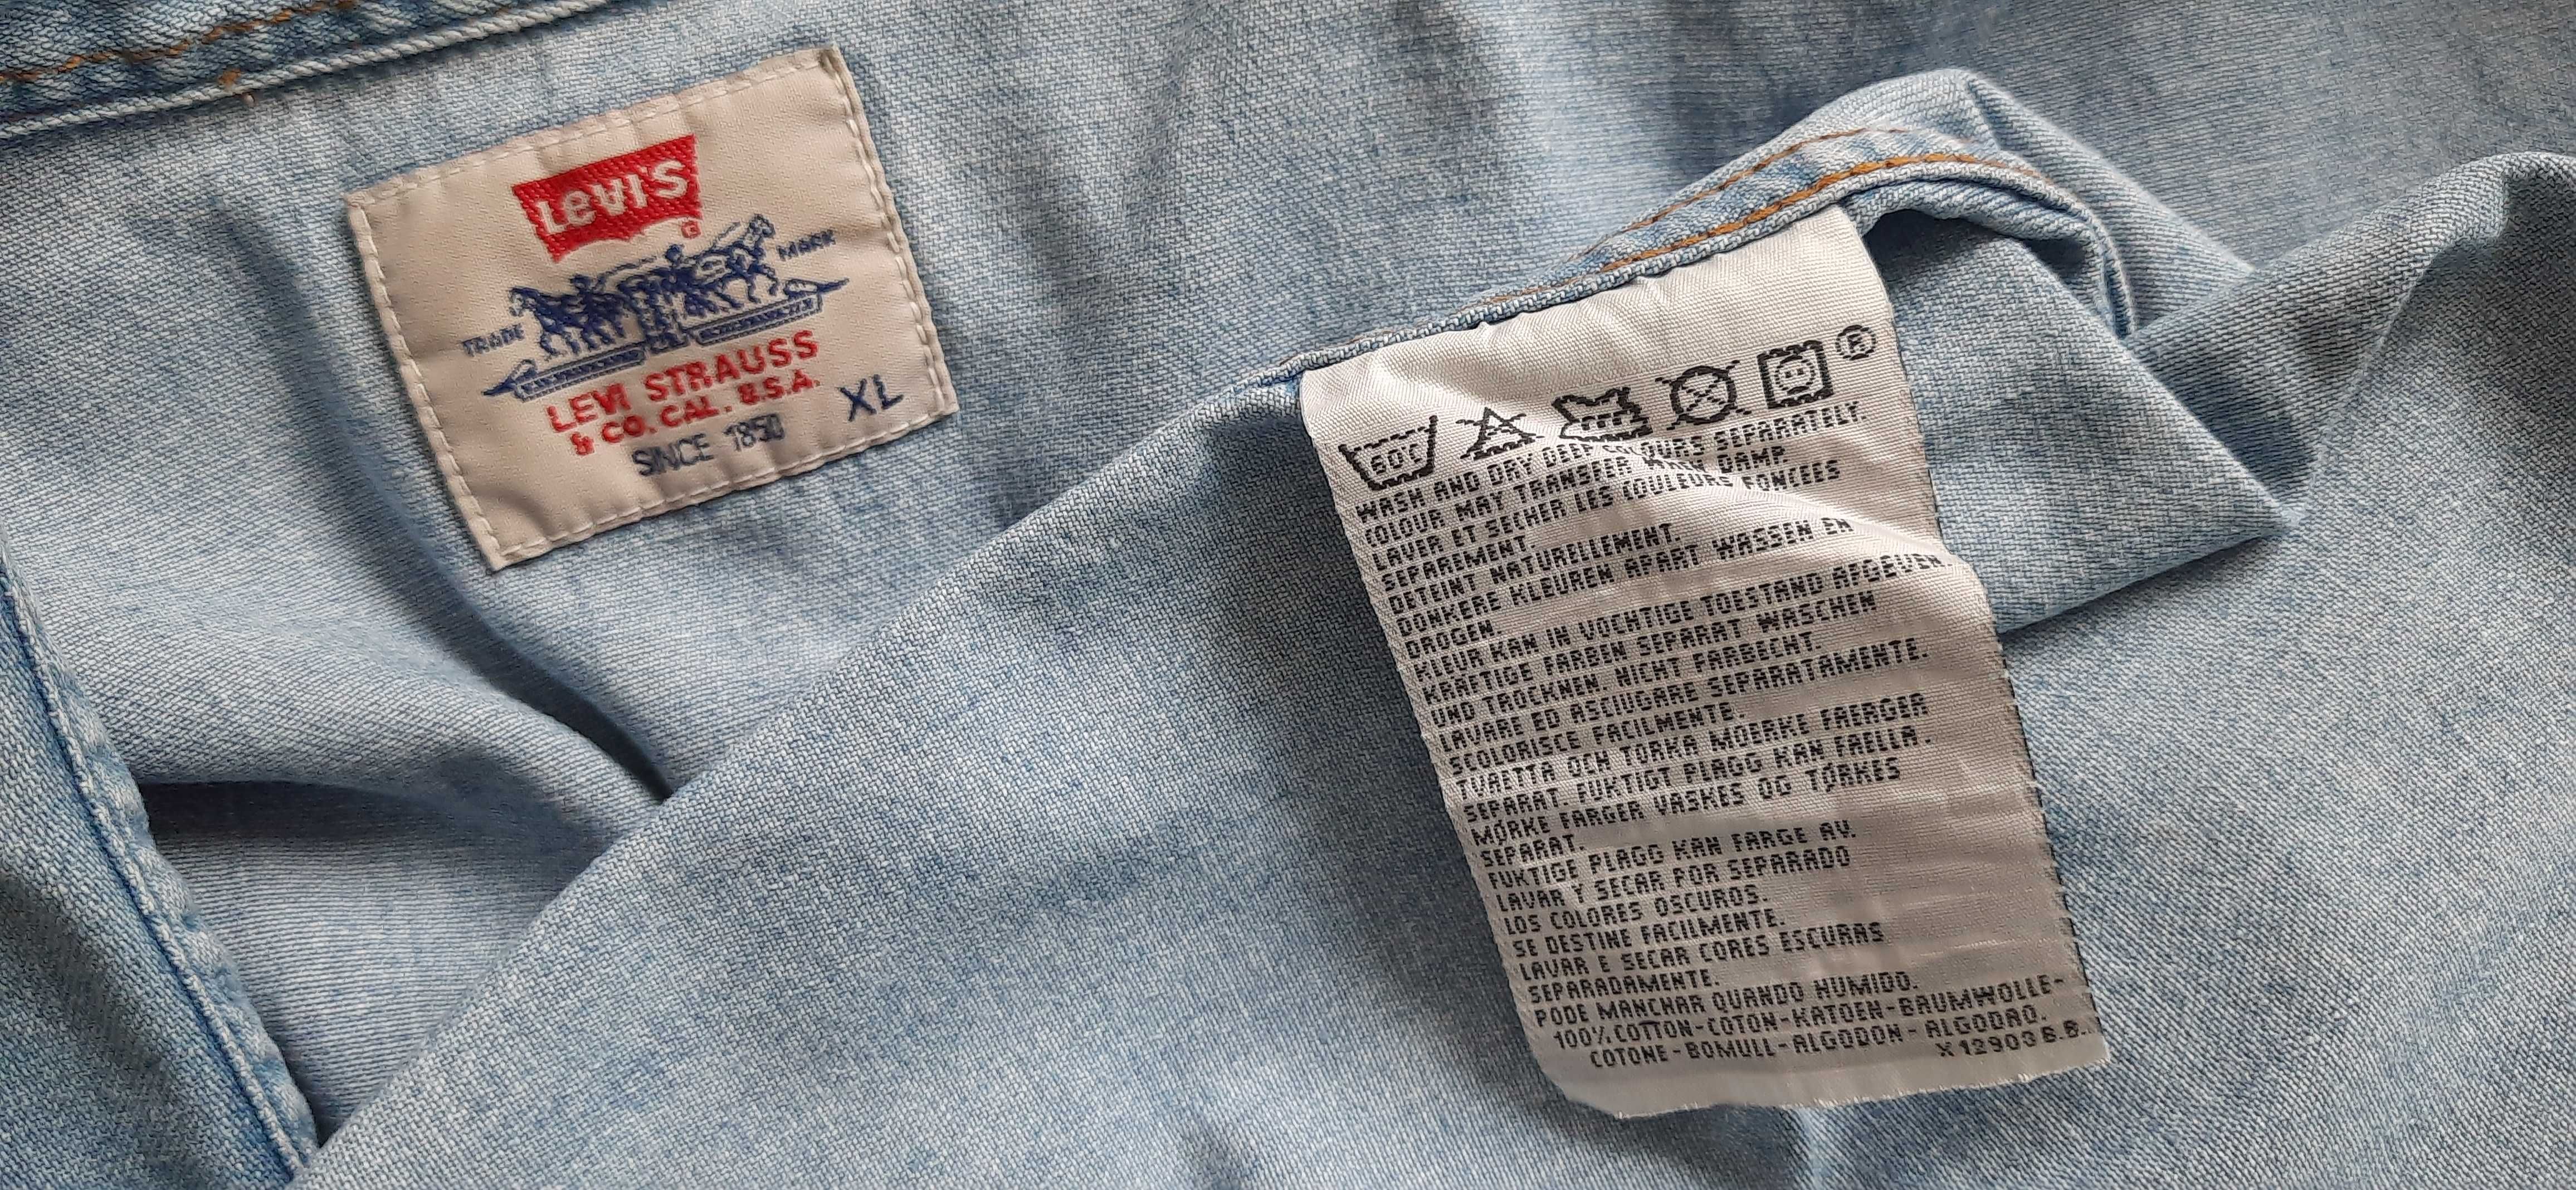 LEVI'S
®
TRADE MARK
LEVI STRAUSS
& CO. CAL. U.S.A.
SINCE 1850
XL
60°
®
WASH AND DRY DEEP COLOURS SEPARATELY.
COLOUR MAY TRANSFER WHEN DAMP
LAVER ET SECHER LES COULEURS FONCEES
SEPAREMENT.
DETEINT NATURELLEMENT.
DONKERE KLEUREN APART WASSEN EN
DROGEN.
KLEUR KAN IN VOCHTIGE TOESTAND AFGEVEN.
KRAFTIGE FARBEN SEPARAT WASCHEN
UND TROCKNEN. NICHT FARBECHT.
LAVARE ED ASCIUGARE SEPARATAMENTE.
SCOLORISCE FACILMENTE.
TVAETTA OCH TORKA MOERKE FAERGER
SEPARAT. FUKTIGT PLAGG KAN FAELLA.
MØRKE FARGER VASKES OG TØRKES
SEPARAT.
FUKTIGE PLAGG KAN FARGE AV.
LAVAR Y SECAR POR SEPARADO
LOS COLORES OSCUROS.
SE DESTINE FACILMENTE.
LAVAR E SECAR CORES ESCURAS
SEPARADAMENTE.
PODE MANCHAR QUANDO HUMIDO.
100% COTTON-COTON-KATOEN-BAUMWOLLE-
COTONE-BOMULL-ALGODON-ALGODAO.